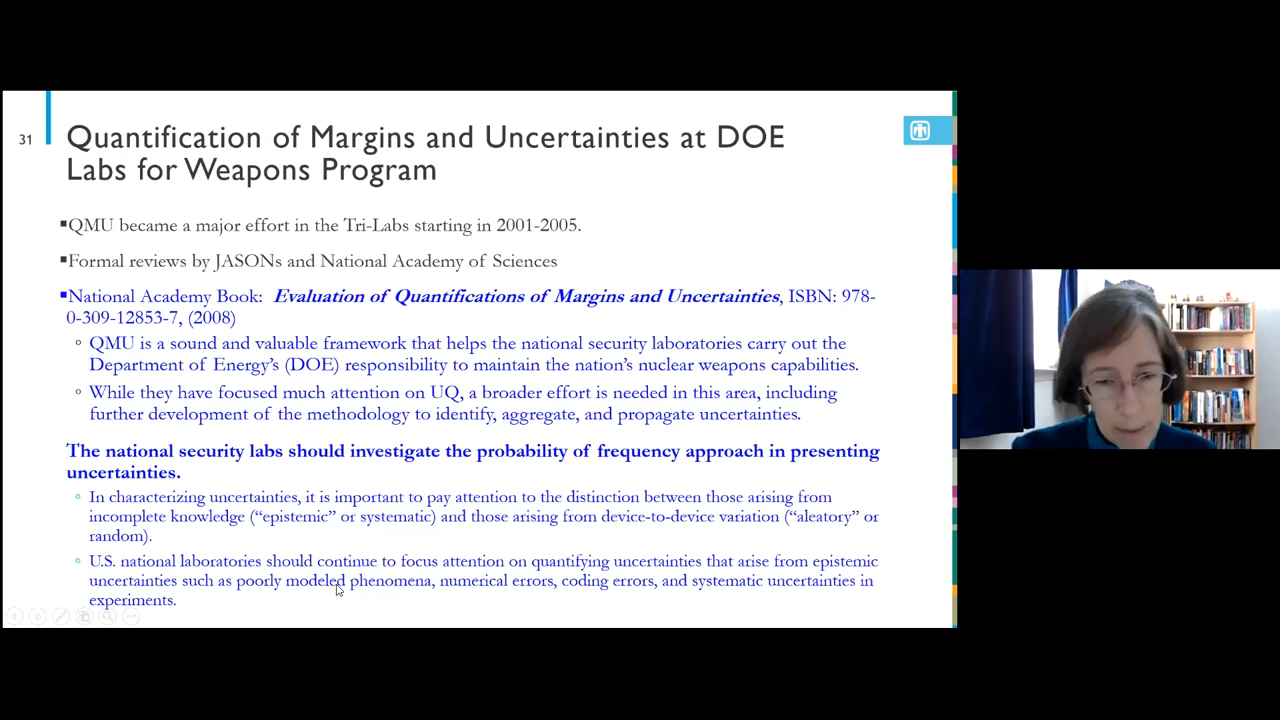 31
Quantification of Margins and Uncertainties at DOE
Labs for Weapons Program
▪QMU became a major effort in the Tri-Labs starting in 2001-2005.
▪Formal reviews by JASONs and National Academy of Sciences
▪National Academy Book: Evaluation of Quantifications of Margins and Uncertainties, ISBN: 978-
0-309-12853-7, (2008)
◦ QMU is a sound and valuable framework that helps the national security laboratories carry out the
Department of Energy's (DOE) responsibility to maintain the nation's nuclear weapons capabilities.
◦ While they have focused much attention on UQ, a broader effort is needed in this area, including
further development of the methodology to identify, aggregate, and propagate uncertainties.
The national security labs should investigate the probability of frequency approach in presenting
uncertainties.
◦ In characterizing uncertainties, it is important to pay attention to the distinction between those arising from
incomplete knowledge (“epistemic” or systematic) and those arising from device-to-device variation (“aleatory” or
random).
◦ U.S. national laboratories should continue to focus attention on quantifying uncertainties that arise from epistemic
uncertainties such as poorly modeled phenomena, numerical errors, coding errors, and systematic uncertainties in
experiments.